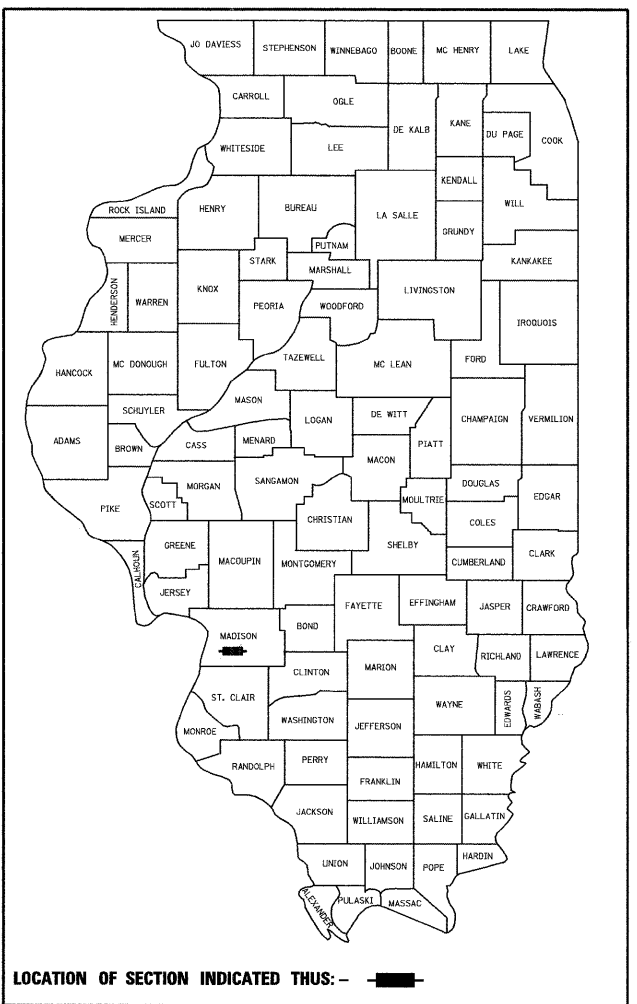 JO DAVIESS
STEPHENSON
WINNEBAGO
BOONE
MC HENRY
LAKE
CARROLL
OGLE
DE KALB
KANE
DU PAGE
COOK
WHITESIDE
LEE
KENDALL
WILL
ROCK ISLAND
HENRY
BUREAU
LA SALLE
GRUNDY
MERCER
PUTNAM
STARK
MARSHALL
KANKAKEE
HENDERSON
WARREN
KNOX
PEORIA
WOODFORD
LIVINGSTON
IROQUOIS
HANCOCK
MC DONOUGH
FULTON
TAZEWELL
MC LEAN
FORD
MASON
SCHUYLER
LOGAN
DE WITT
CHAMPAIGN
VERMILION
ADAMS
BROWN
CASS
MENARD
MACON
PIATT
PIKE
SCOTT
MORGAN
SANGAMON
MOULTRIE
DOUGLAS
EDGAR
CHRISTIAN
COLES
CALHOUN
GREENE
MACOUPIN
MONTGOMERY
SHELBY
CUMBERLAND
CLARK
JERSEY
FAYETTE
EFFINGHAM
JASPER
CRAWFORD
MADISON
BOND
CLAY
RICHLAND
LAWRENCE
CLINTON
MARION
ST. CLAIR
WAYNE
EDWARDS
WABASH
MONROE
WASHINGTON
JEFFERSON
RANDOLPH
PERRY
HAMILTON
WHITE
FRANKLIN
JACKSON
WILLIAMSON
SALINE
GALLATIN
UNION
JOHNSON
POPE
HARDIN
ALEXANDER
PULASKI
MASSAC
LOCATION OF SECTION INDICATED THUS: –